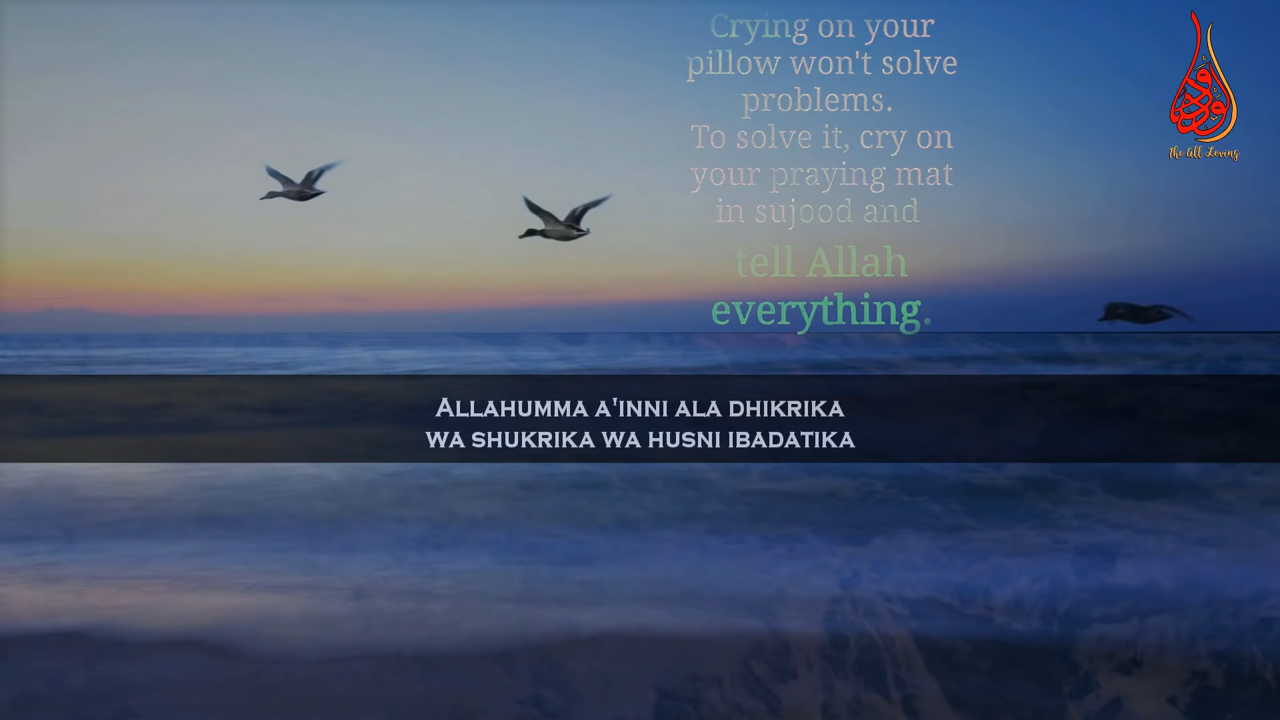 Crying on your
pillow won't solve
problems.
To solve it, cry on
your praying mat
in sujood and
tell Allah
everything.
الودود
The All Loving
ALLAHUMMA A'INNI ALA DHIKRIKA
WA SHUKRIKA WA HUSNI IBADATIKA